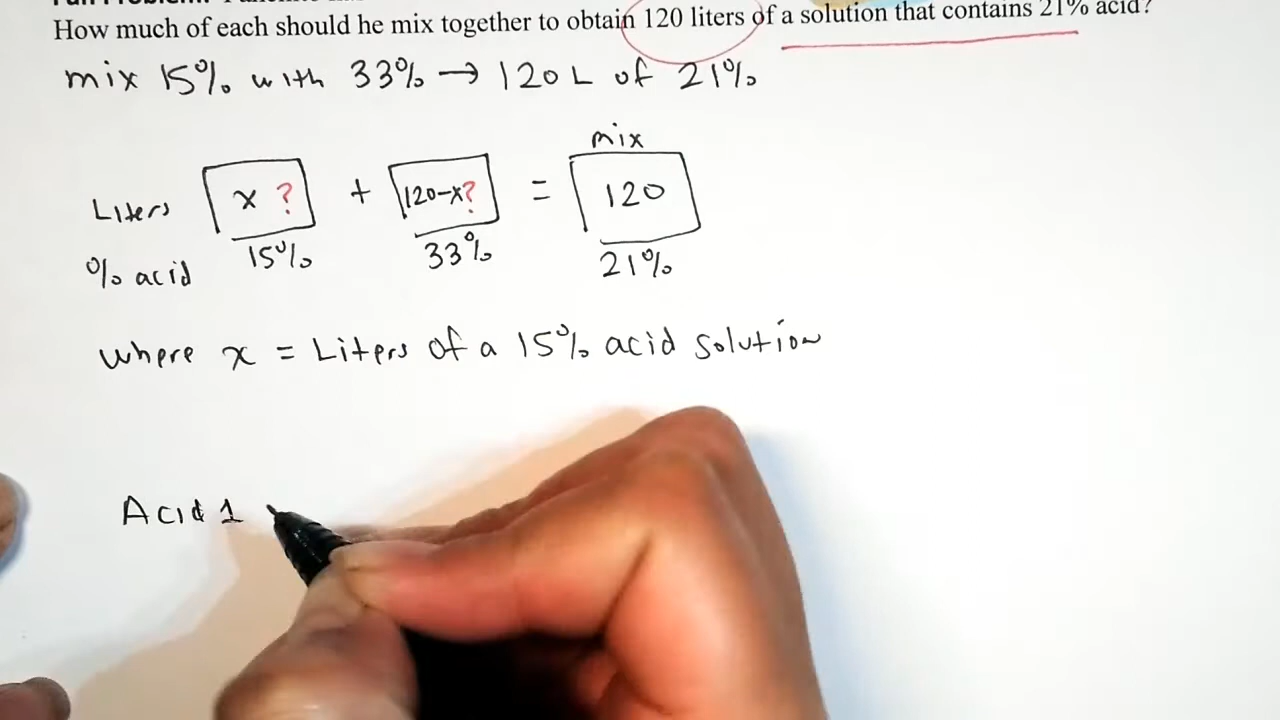 How much of each should he mix together to obtain 120 liters of a solution that contains 21% acid?
mix 15% with 33% → 120 L of 21%
mix
Liters x ? + 120-x? = 120
% acid 15% 33% 21%
where x = Liters of a 15% acid solution
Acid 1